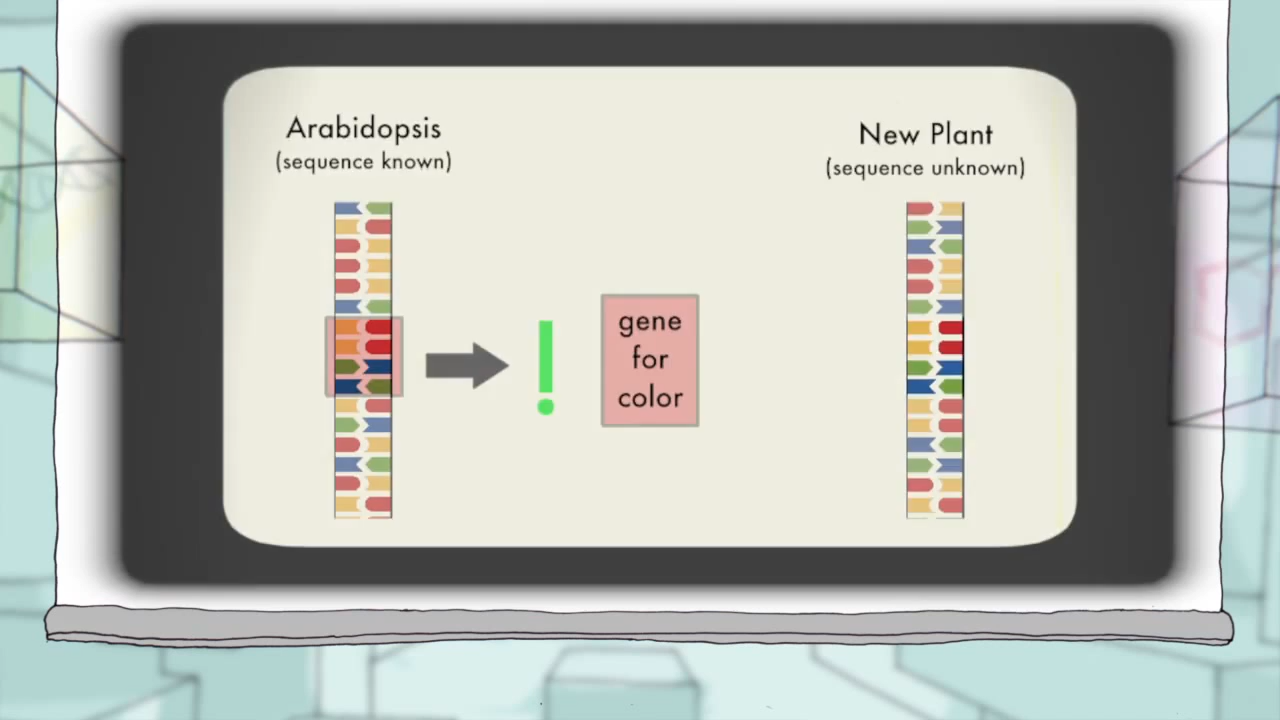 Arabidopsis
(sequence known)
New Plant
(sequence unknown)
gene
for
color